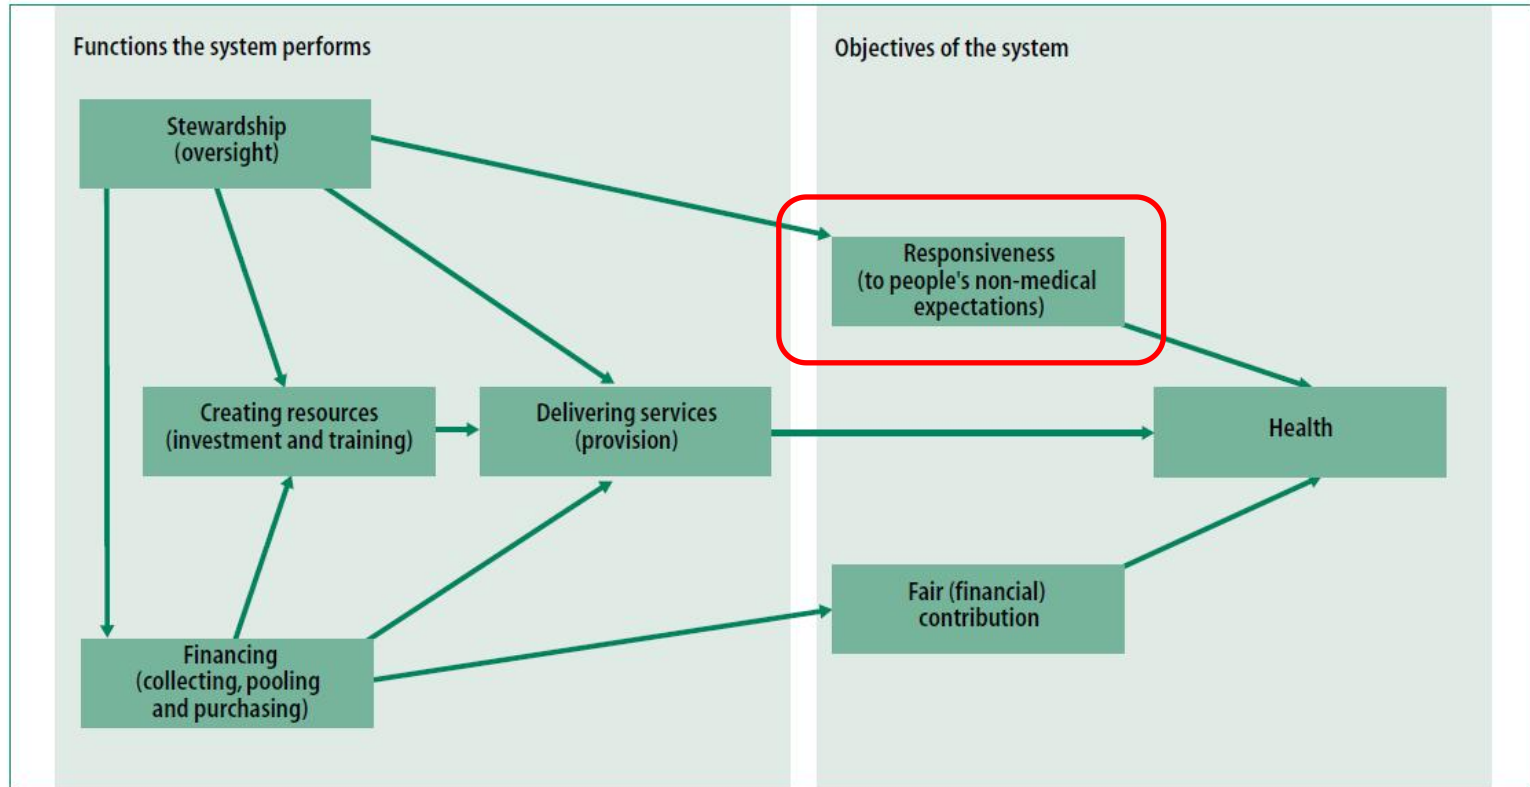 Functions the system performs
Objectives of the system
Stewardship
(oversight)
Responsiveness
(to people's non-medical
expectations)
Creating resources
(investment and training)
Delivering services
(provision)
Health
Fair (financial)
contribution
Financing
(collecting, pooling
and purchasing)